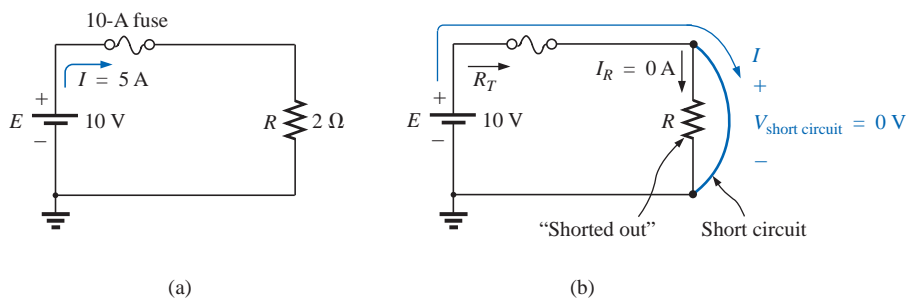 10-A fuse
I = 5 A
+
E
10 V
−
R
2 Ω
(a)
I
R_T
I_R = 0 A
+
E
10 V
−
R
+
V_short circuit = 0 V
−
“Shorted out”
Short circuit
(b)